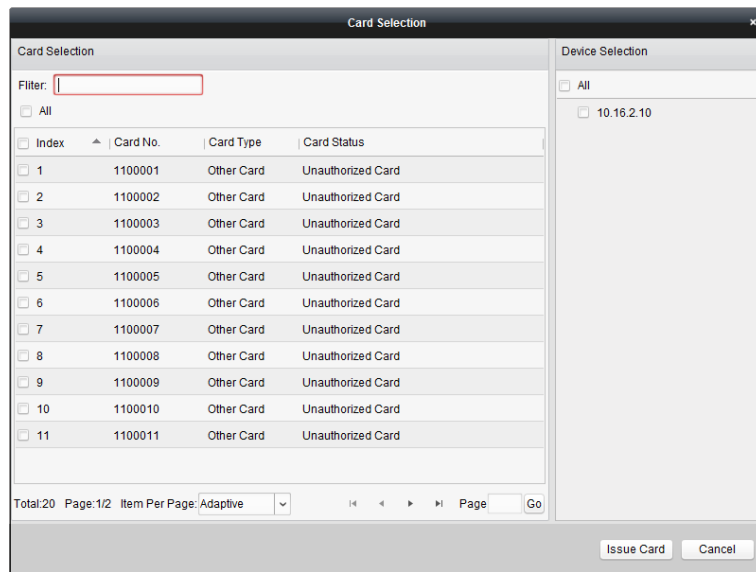 Card Selection ×
Card Selection
Device Selection
Fliter:
All
All
10.16.2.10
Index Card No. Card Type Card Status
1 1100001 Other Card Unauthorized Card
2 1100002 Other Card Unauthorized Card
3 1100003 Other Card Unauthorized Card
4 1100004 Other Card Unauthorized Card
5 1100005 Other Card Unauthorized Card
6 1100006 Other Card Unauthorized Card
7 1100007 Other Card Unauthorized Card
8 1100008 Other Card Unauthorized Card
9 1100009 Other Card Unauthorized Card
10 1100010 Other Card Unauthorized Card
11 1100011 Other Card Unauthorized Card
Total:20 Page:1/2 Item Per Page: Adaptive Page Go
Issue Card Cancel